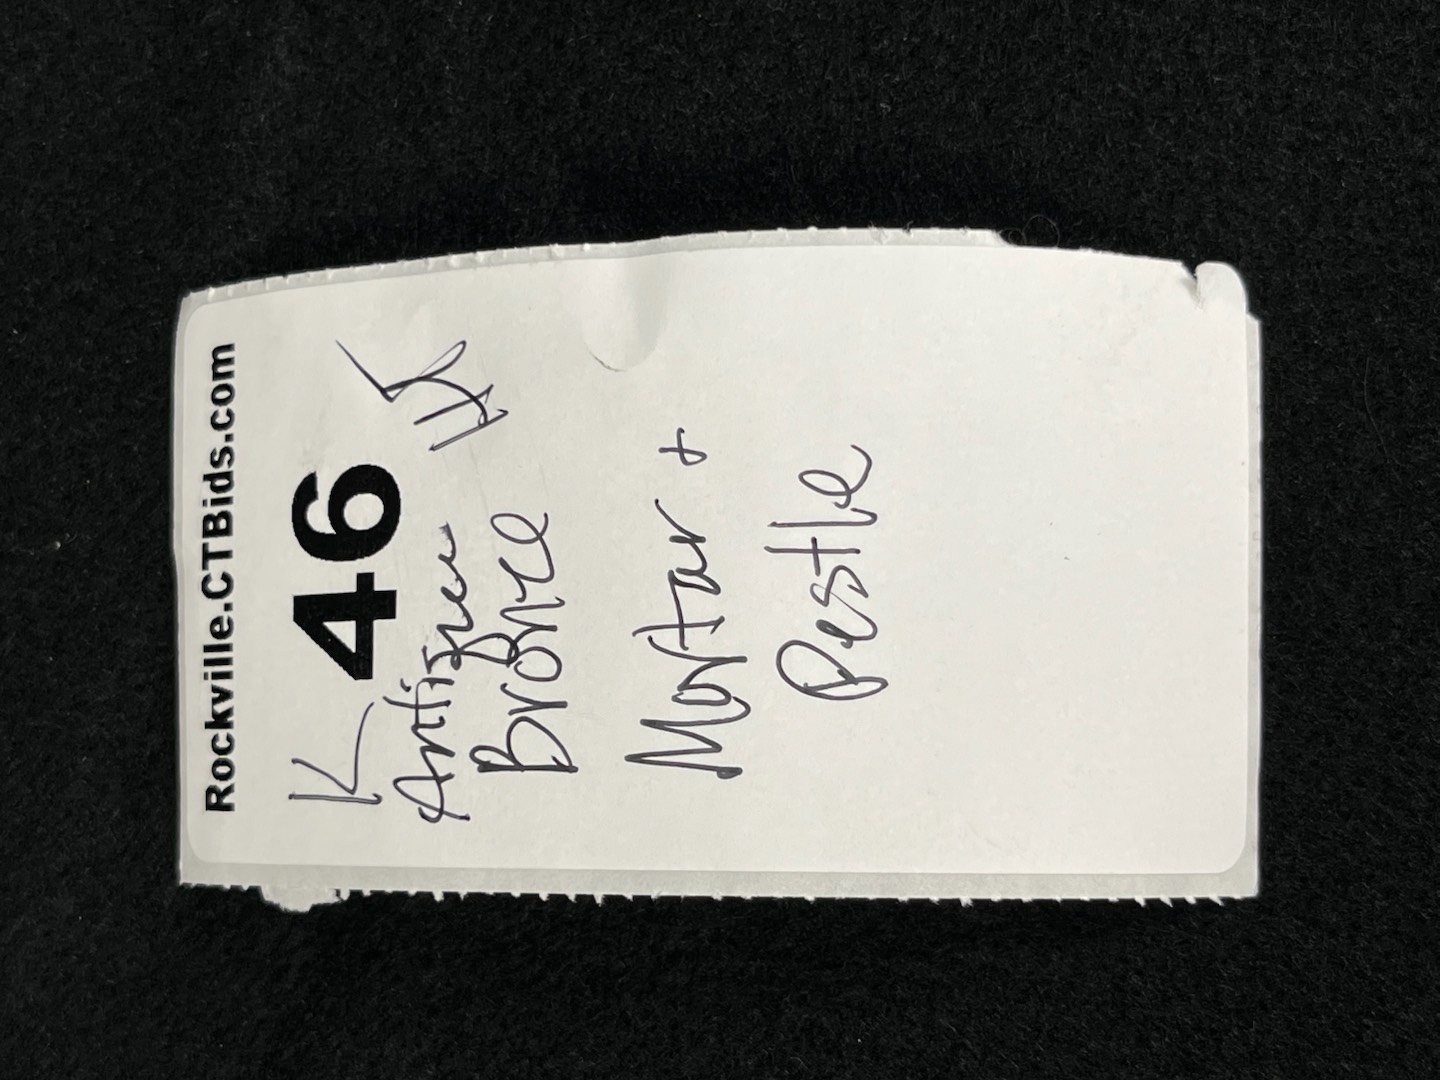 Rockville.CTBids.com
K 46
Antique
Bronze
Mortar +
Pestle